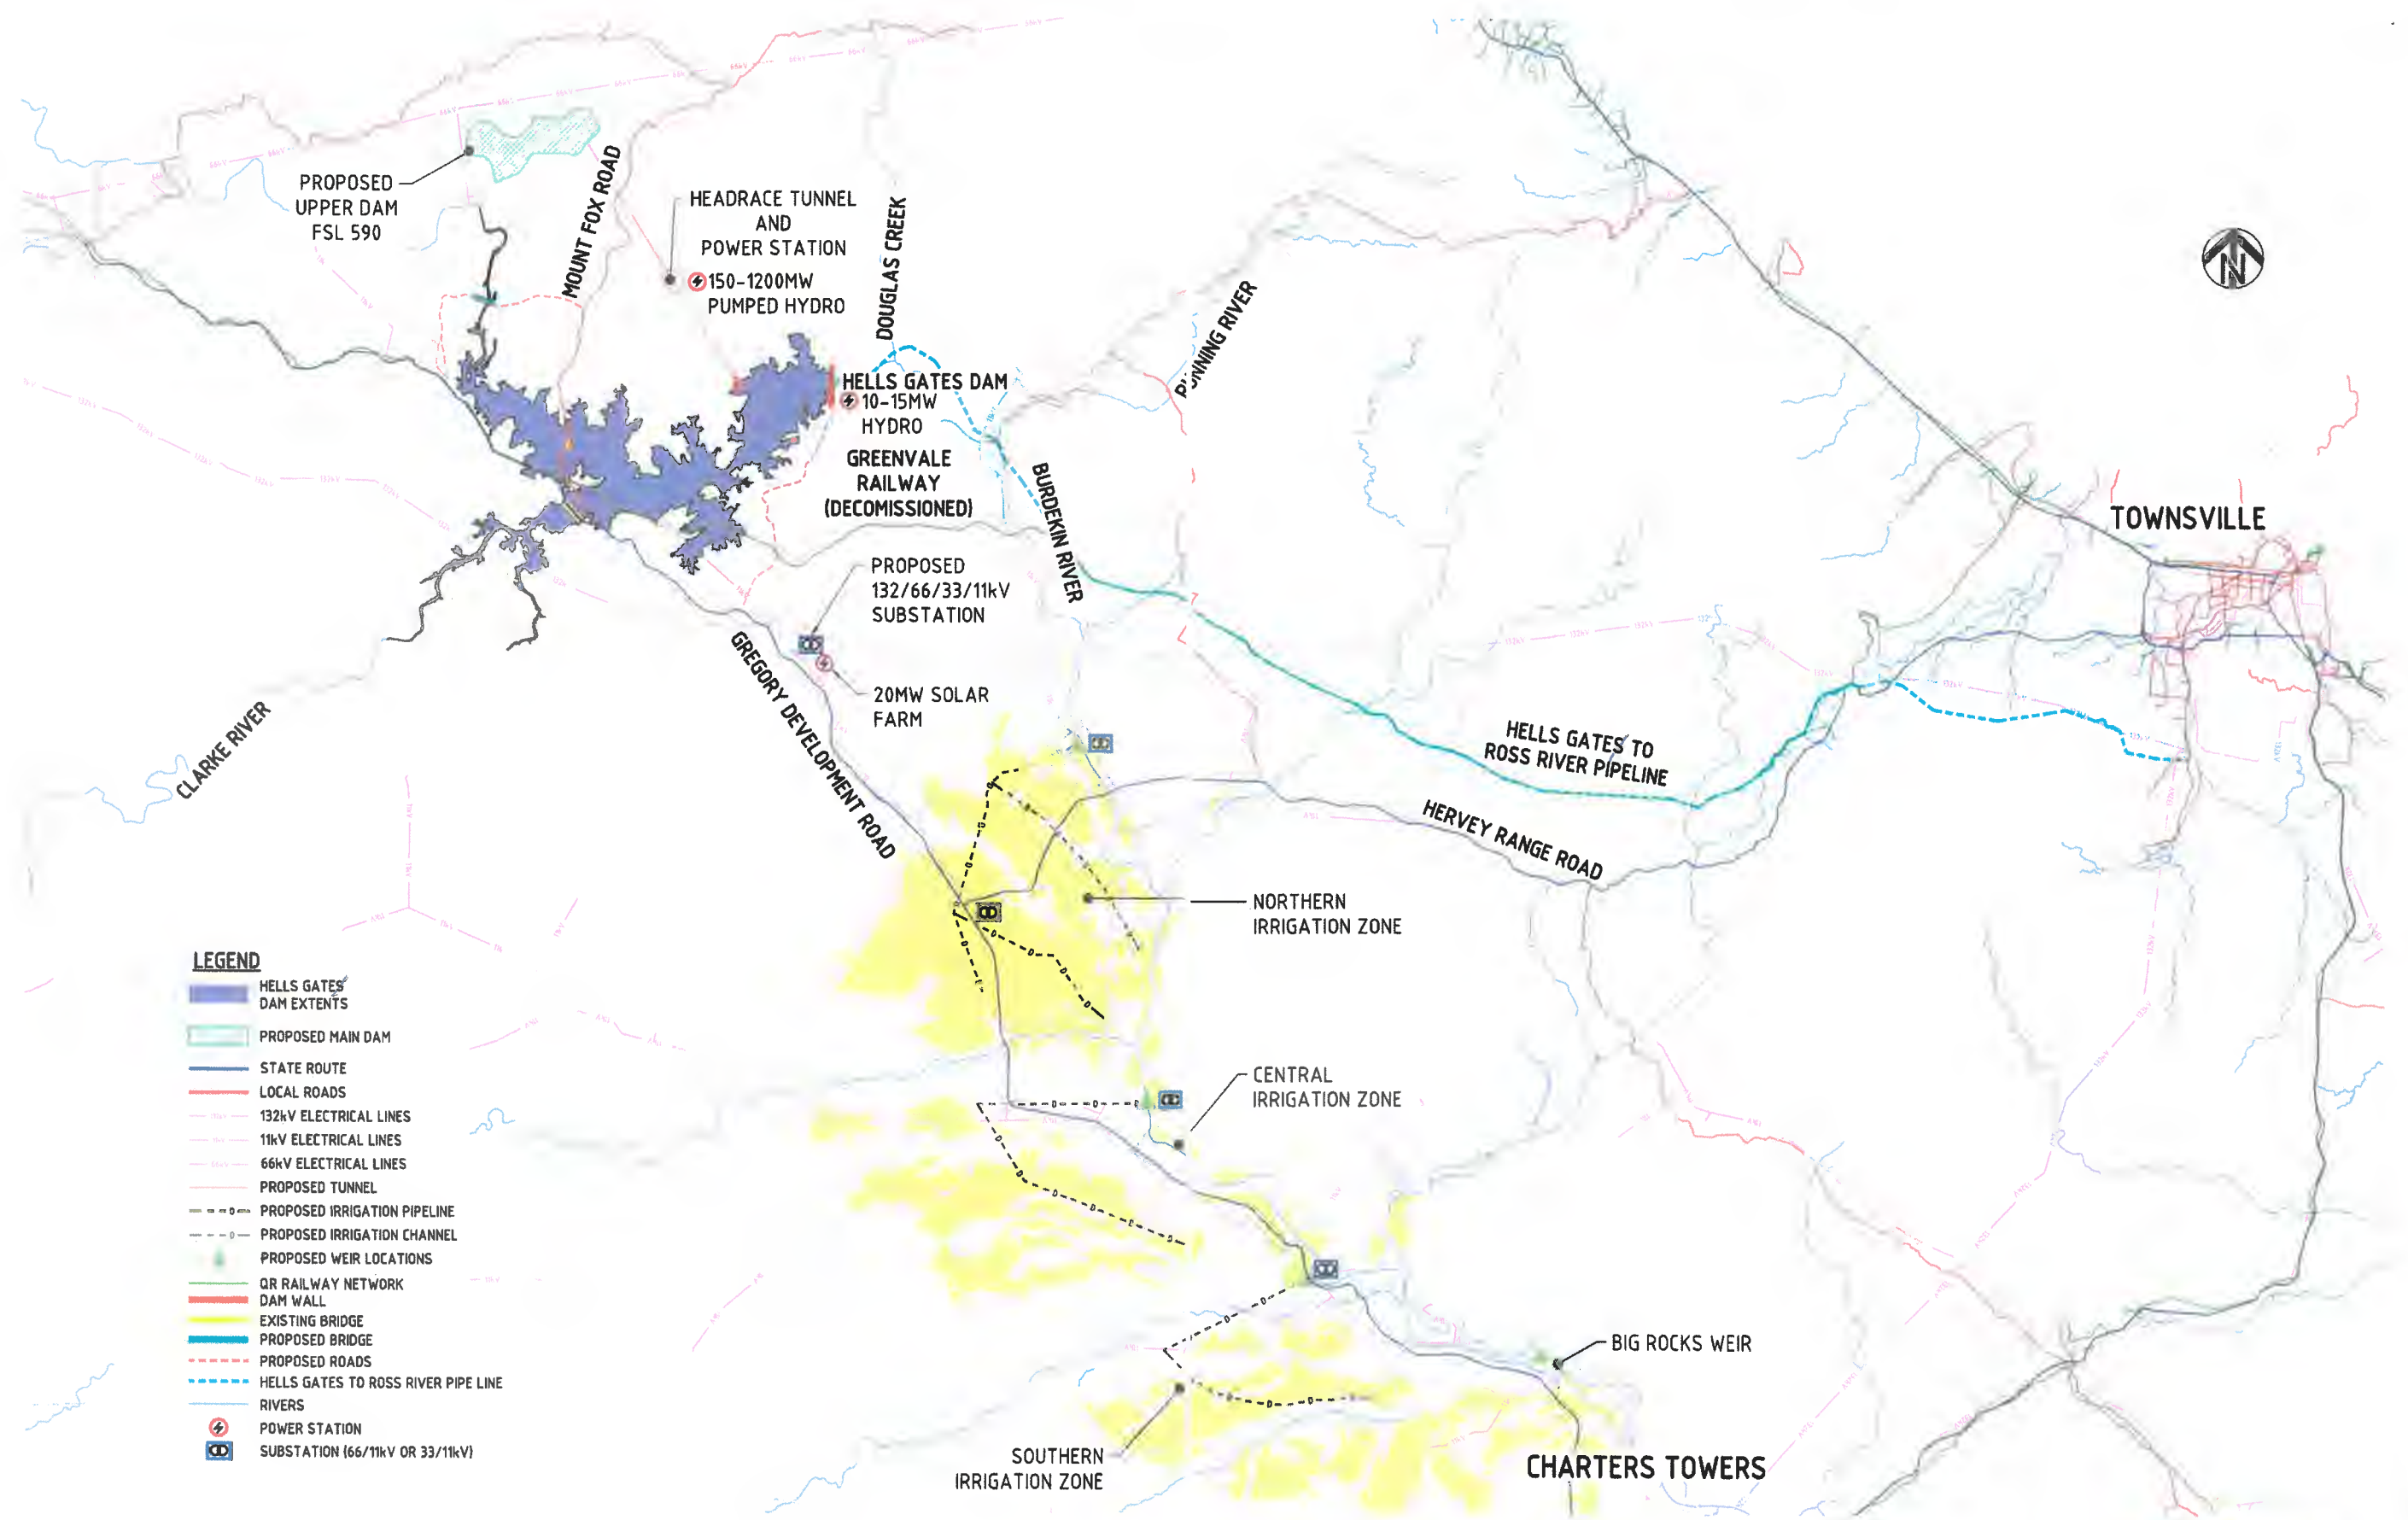 PROPOSED
UPPER DAM
FSL 590
MOUNT FOX ROAD
HEADRACE TUNNEL
AND
POWER STATION
150-1200MW
PUMPED HYDRO
DOUGLAS CREEK
RUNNING RIVER
N
HELLS GATES DAM
10-15MW
HYDRO
GREENVALE
RAILWAY
(DECOMISSIONED)
BURDEKIN RIVER
TOWNSVILLE
PROPOSED
132/66/33/11kV
SUBSTATION
20MW SOLAR
FARM
GREGORY DEVELOPMENT ROAD
CLARKE RIVER
HELLS GATES TO
ROSS RIVER PIPELINE
HERVEY RANGE ROAD
NORTHERN
IRRIGATION ZONE
CENTRAL
IRRIGATION ZONE
BIG ROCKS WEIR
SOUTHERN
IRRIGATION ZONE
CHARTERS TOWERS
LEGEND
HELLS GATES
DAM EXTENTS
PROPOSED MAIN DAM
STATE ROUTE
LOCAL ROADS
132kV ELECTRICAL LINES
11kV ELECTRICAL LINES
66kV ELECTRICAL LINES
PROPOSED TUNNEL
PROPOSED IRRIGATION PIPELINE
PROPOSED IRRIGATION CHANNEL
PROPOSED WEIR LOCATIONS
QR RAILWAY NETWORK
DAM WALL
EXISTING BRIDGE
PROPOSED BRIDGE
PROPOSED ROADS
HELLS GATES TO ROSS RIVER PIPE LINE
RIVERS
POWER STATION
SUBSTATION (66/11kV OR 33/11kV)